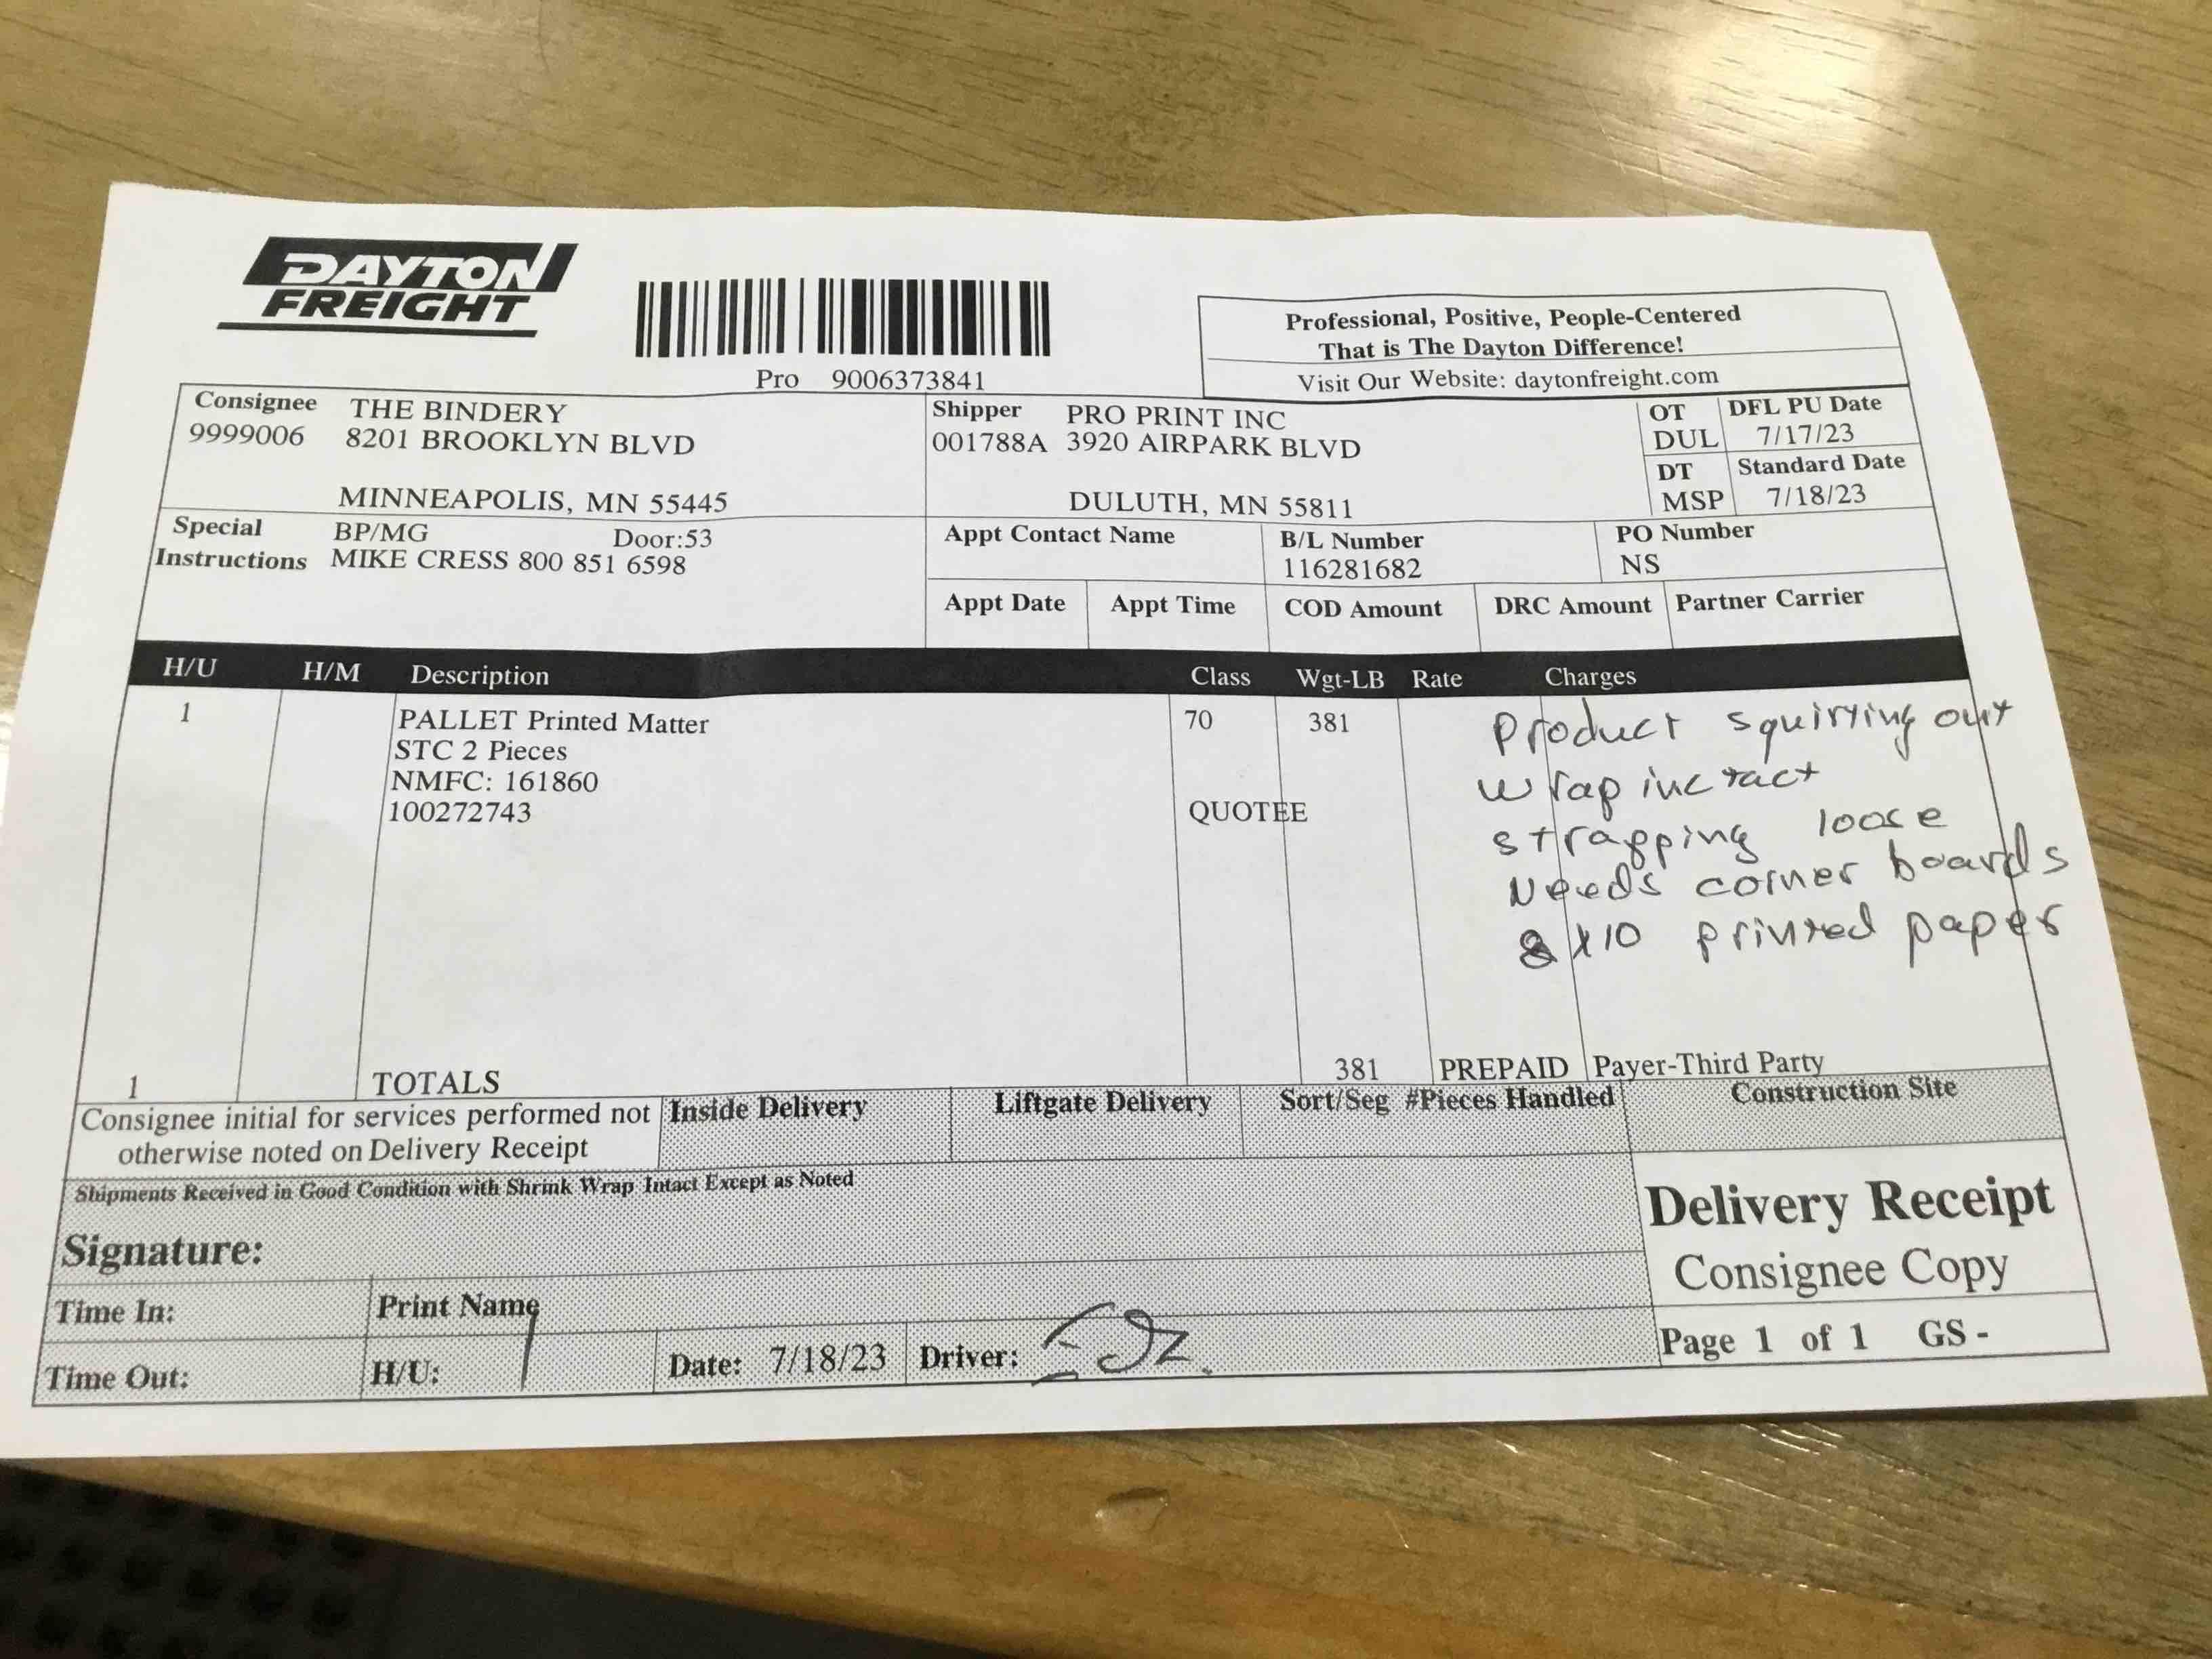 DAYTON
FREIGHT
Pro 9006373841
Professional, Positive, People-Centered
That is The Dayton Difference!
Visit Our Website: daytonfreight.com
Consignee THE BINDERY
9999006 8201 BROOKLYN BLVD
MINNEAPOLIS, MN 55445
Shipper PRO PRINT INC
001788A 3920 AIRPARK BLVD
DULUTH, MN 55811
OT DFL PU Date
DUL 7/17/23
DT Standard Date
MSP 7/18/23
Special BP/MG Door:53
Instructions MIKE CRESS 800 851 6598
Appt Contact Name B/L Number PO Number
116281682 NS
Appt Date Appt Time COD Amount DRC Amount Partner Carrier
H/U H/M Description Class Wgt-LB Rate Charges
1 PALLET Printed Matter 70 381
STC 2 Pieces
NMFC: 161860
100272743 QUOTEE
Product squirting out
wrap inctact
strapping loose
Needs corner boards
8x10 printed paper
1 TOTALS 381 PREPAID Payer-Third Party
Consignee initial for services performed not
otherwise noted on Delivery Receipt
Inside Delivery Liftgate Delivery Sort/Seg #Pieces Handled Construction Site
Shipments Received in Good Condition with Shrink Wrap Intact Except as Noted
Signature:
Delivery Receipt
Consignee Copy
Time In: Print Name
Time Out: H/U: 1 Date: 7/18/23 Driver:
Page 1 of 1 GS -